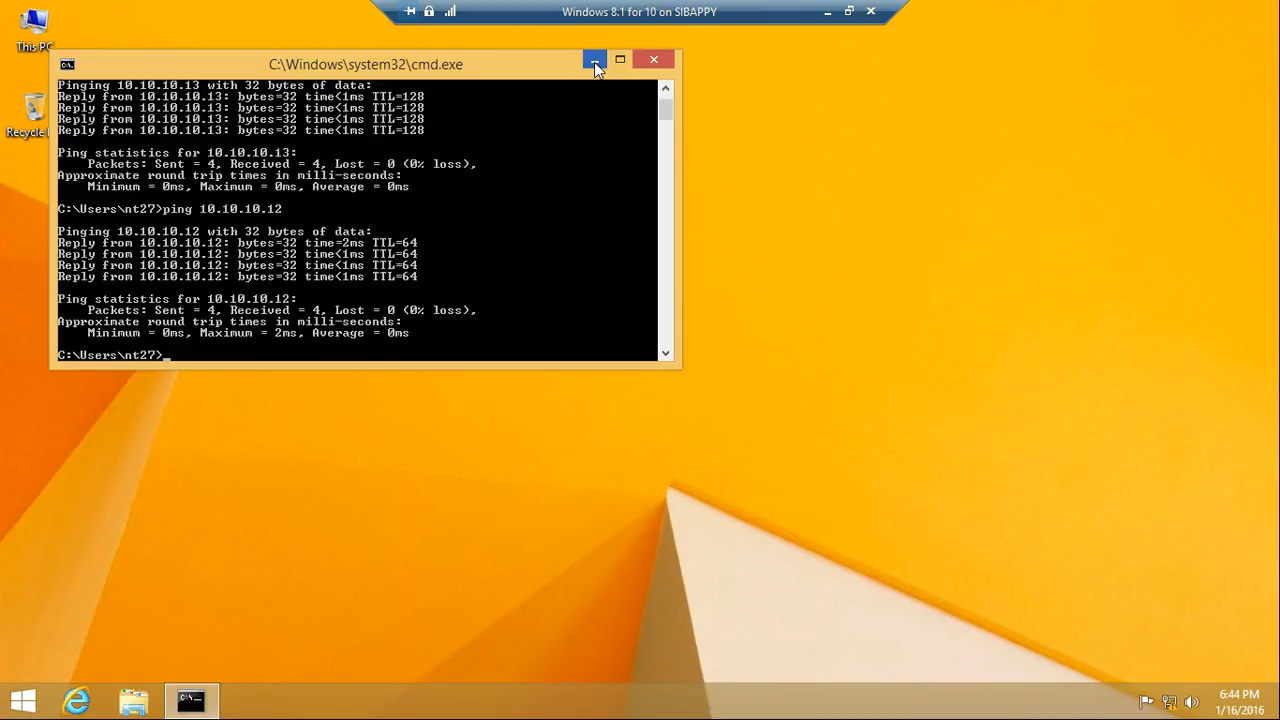 Windows 8.1 for 10 on SIBAPPY
This PC
Recycle
C:\Windows\system32\cmd.exe
Pinging 10.10.10.13 with 32 bytes of data:
Reply from 10.10.10.13: bytes=32 time<1ms TTL=128
Reply from 10.10.10.13: bytes=32 time<1ms TTL=128
Reply from 10.10.10.13: bytes=32 time<1ms TTL=128
Reply from 10.10.10.13: bytes=32 time<1ms TTL=128
Ping statistics for 10.10.10.13:
Packets: Sent = 4, Received = 4, Lost = 0 (0% loss),
Approximate round trip times in milli-seconds:
Minimum = 0ms, Maximum = 0ms, Average = 0ms
C:\Users\nt27>ping 10.10.10.12
Pinging 10.10.10.12 with 32 bytes of data:
Reply from 10.10.10.12: bytes=32 time=2ms TTL=64
Reply from 10.10.10.12: bytes=32 time<1ms TTL=64
Reply from 10.10.10.12: bytes=32 time<1ms TTL=64
Reply from 10.10.10.12: bytes=32 time<1ms TTL=64
Ping statistics for 10.10.10.12:
Packets: Sent = 4, Received = 4, Lost = 0 (0% loss),
Approximate round trip times in milli-seconds:
Minimum = 0ms, Maximum = 2ms, Average = 0ms
C:\Users\nt27>_
6:44 PM
1/16/2016